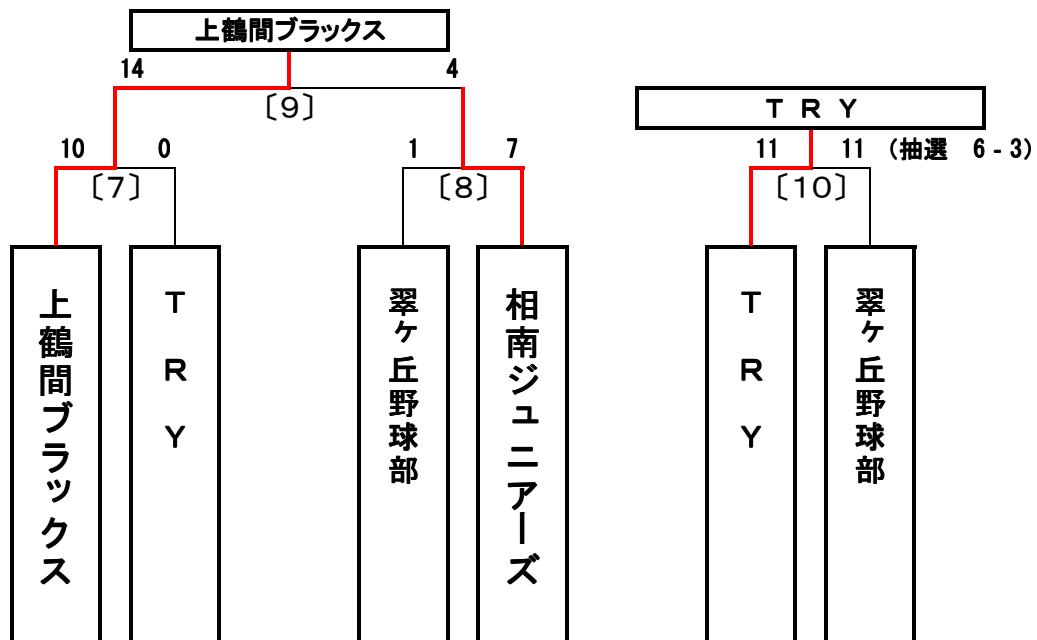 上鶴間ブラックス
14 4
〔9〕
ＴＲＹ
10 0 1 7 11 11 (抽選 6-3)
〔7〕 〔8〕 〔10〕
上鶴間ブラックス
ＴＲＹ
翠ヶ丘野球部
相南ジュニアーズ
ＴＲＹ
翠ヶ丘野球部